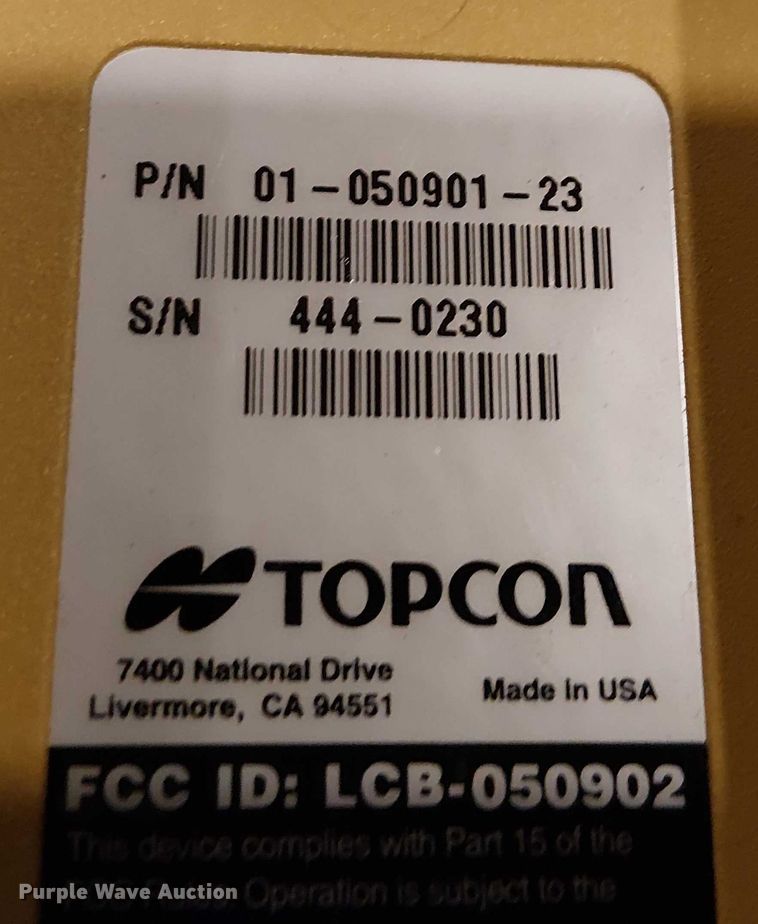 P/N 01-050901-23
S/N 444-0230
TOPCON
7400 National Drive
Livermore, CA 94551
Made in USA
FCC ID: LCB-050902
This device complies with Part 15 of the
Operation is subject to the
Purple Wave Auction